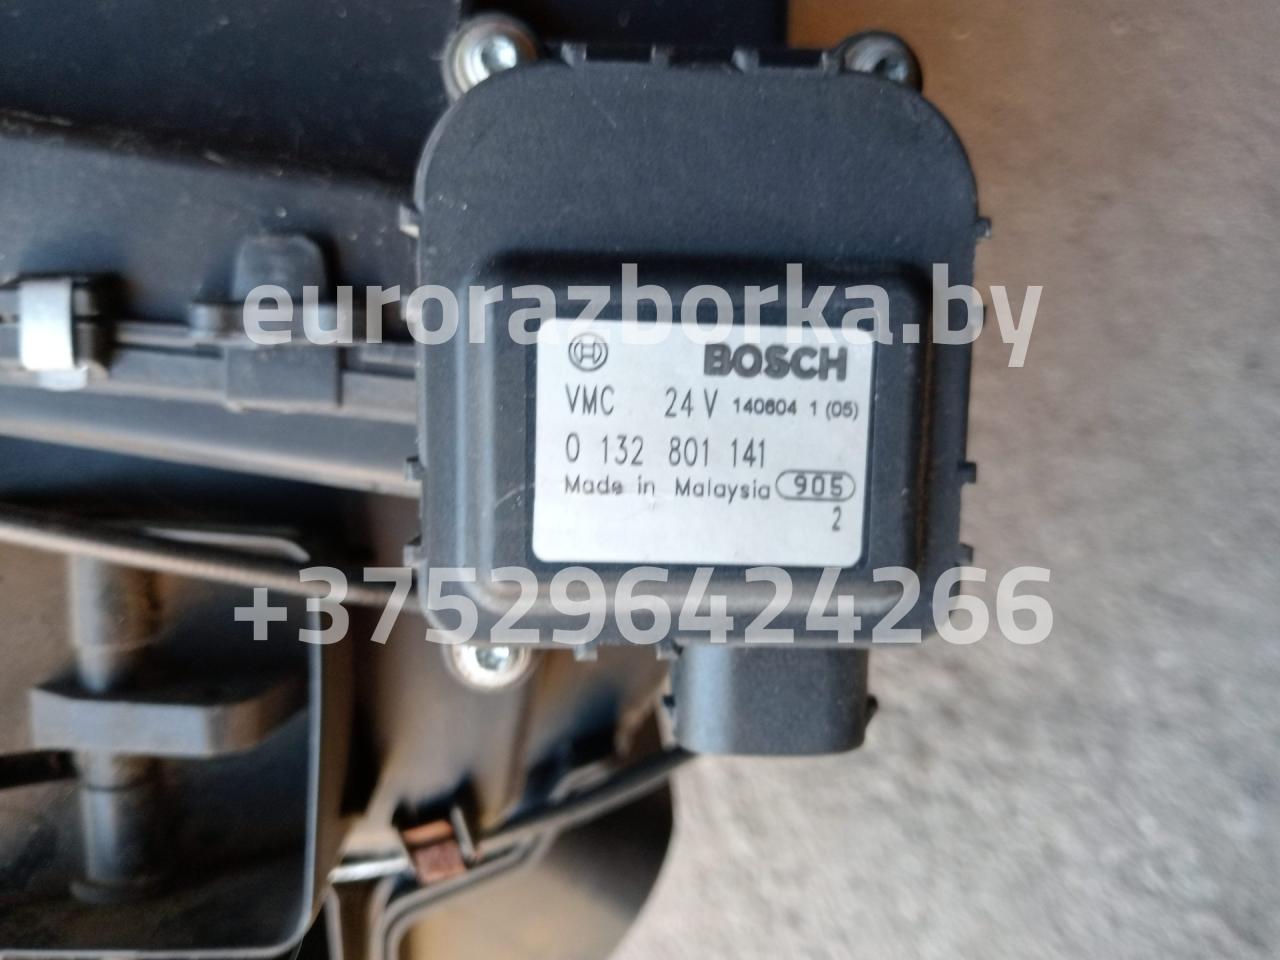 eurorazborka.by
BOSCH
VMC 24 V 140604 1 (05)
0 132 801 141
Made in Malaysia 905
2
+375296424266